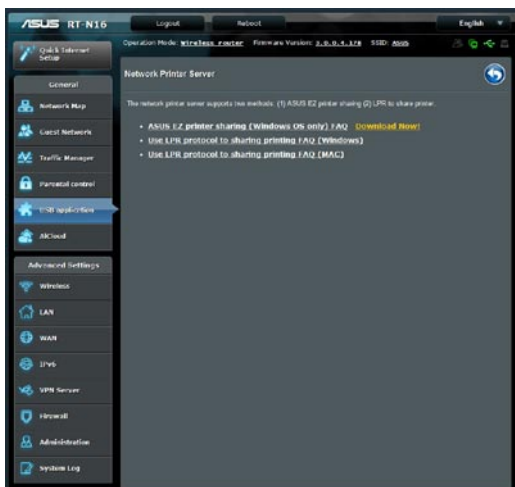 ASUS RT-N16
Logout
Reboot
English
Operation Mode: Wireless router Firmware Version: 3.0.0.4.378 SSID: ASUS
Quick Internet
Setup
General
Network Map
Guest Network
Traffic Manager
Parental control
USB application
AiCloud
Advanced Settings
Wireless
LAN
WAN
IPv6
VPN Server
Firewall
Administration
System Log
Network Printer Server
The network printer server supports two methods: (1) ASUS EZ printer sharing (2) LPR to share printer.
ASUS EZ printer sharing (Windows OS only) FAQ Download Now!
Use LPR protocol to sharing printing FAQ (Windows)
Use LPR protocol to sharing printing FAQ (MAC)